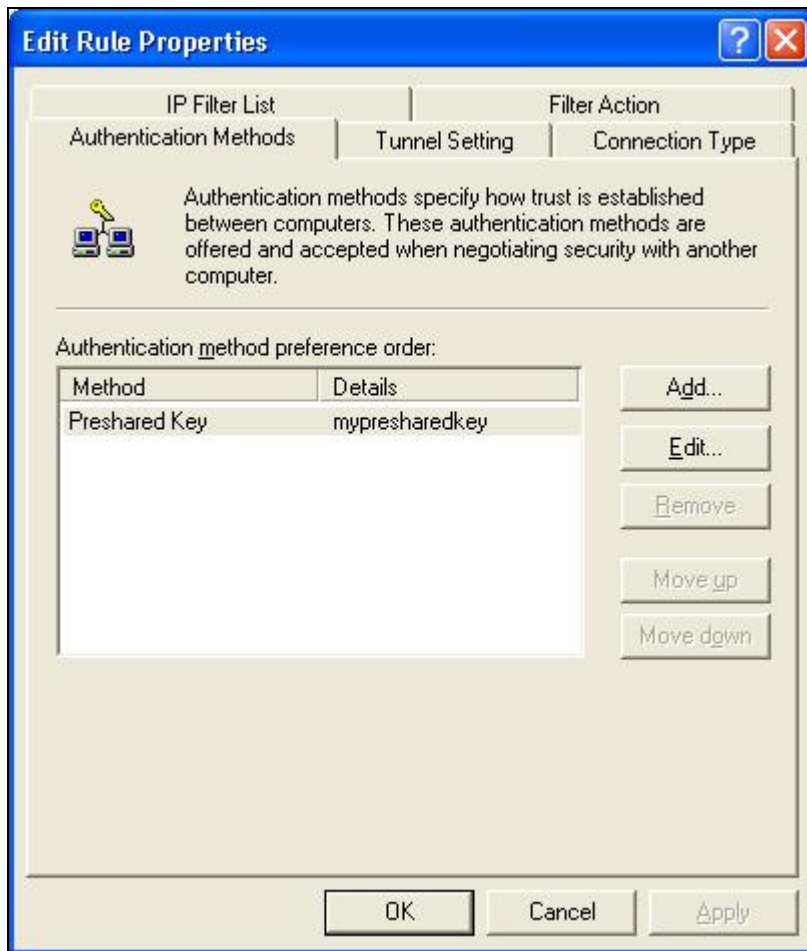 Edit Rule Properties
?
IP Filter List
Filter Action
Authentication Methods
Tunnel Setting
Connection Type
Authentication methods specify how trust is established
between computers. These authentication methods are
offered and accepted when negotiating security with another
computer.
Authentication method preference order:
Method Details
Preshared Key mypresharedkey
Add...
Edit...
Remove
Move up
Move down
OK
Cancel
Apply